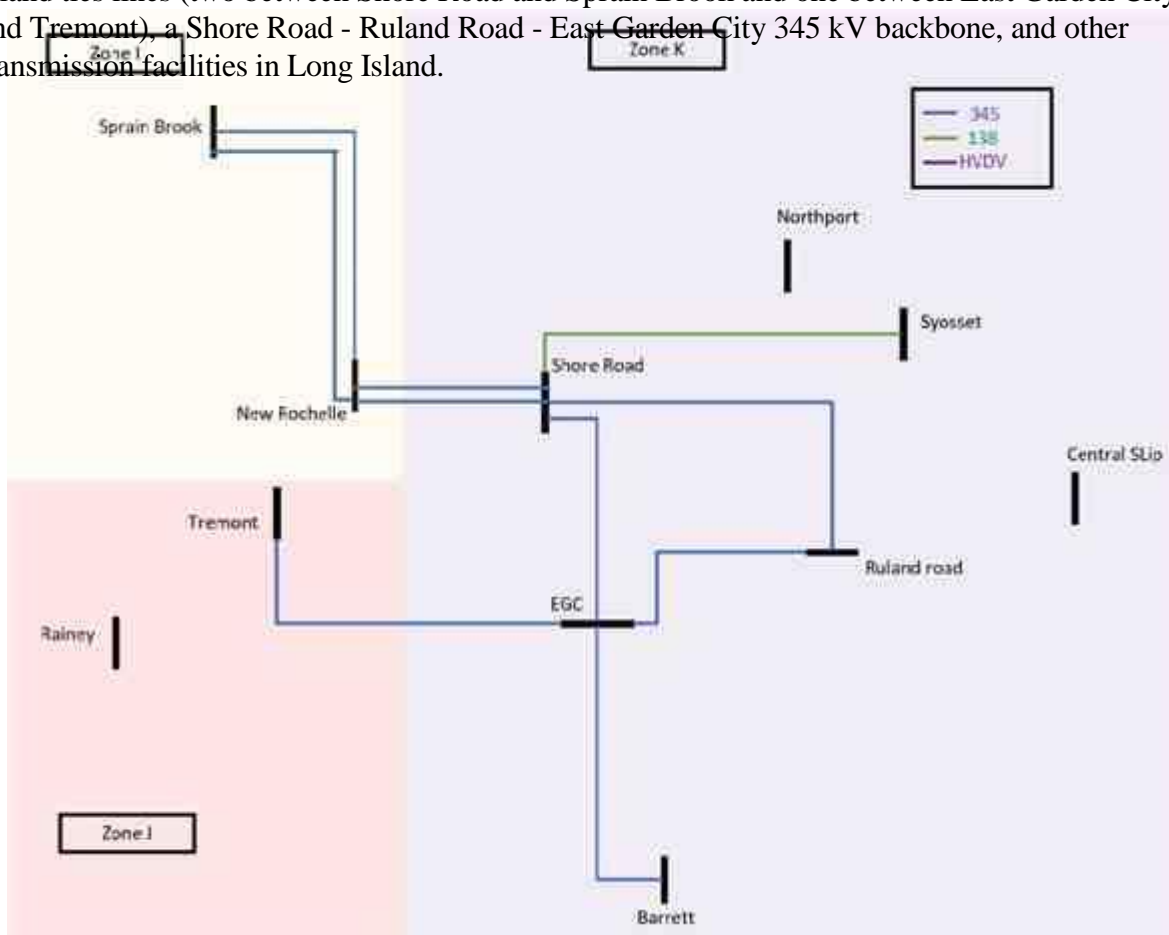 and Tremont), a Shore Road - Ruland Road - East Garden City 345 kV backbone, and other
Zone I
Zone K
transmission facilities in Long Island.
345
138
HVDV
Sprain Brook
Northport
Syosset
Shore Road
New Rochelle
Central SLip
Tremont
Ruland road
EGC
Rainey
Zone J
Barrett